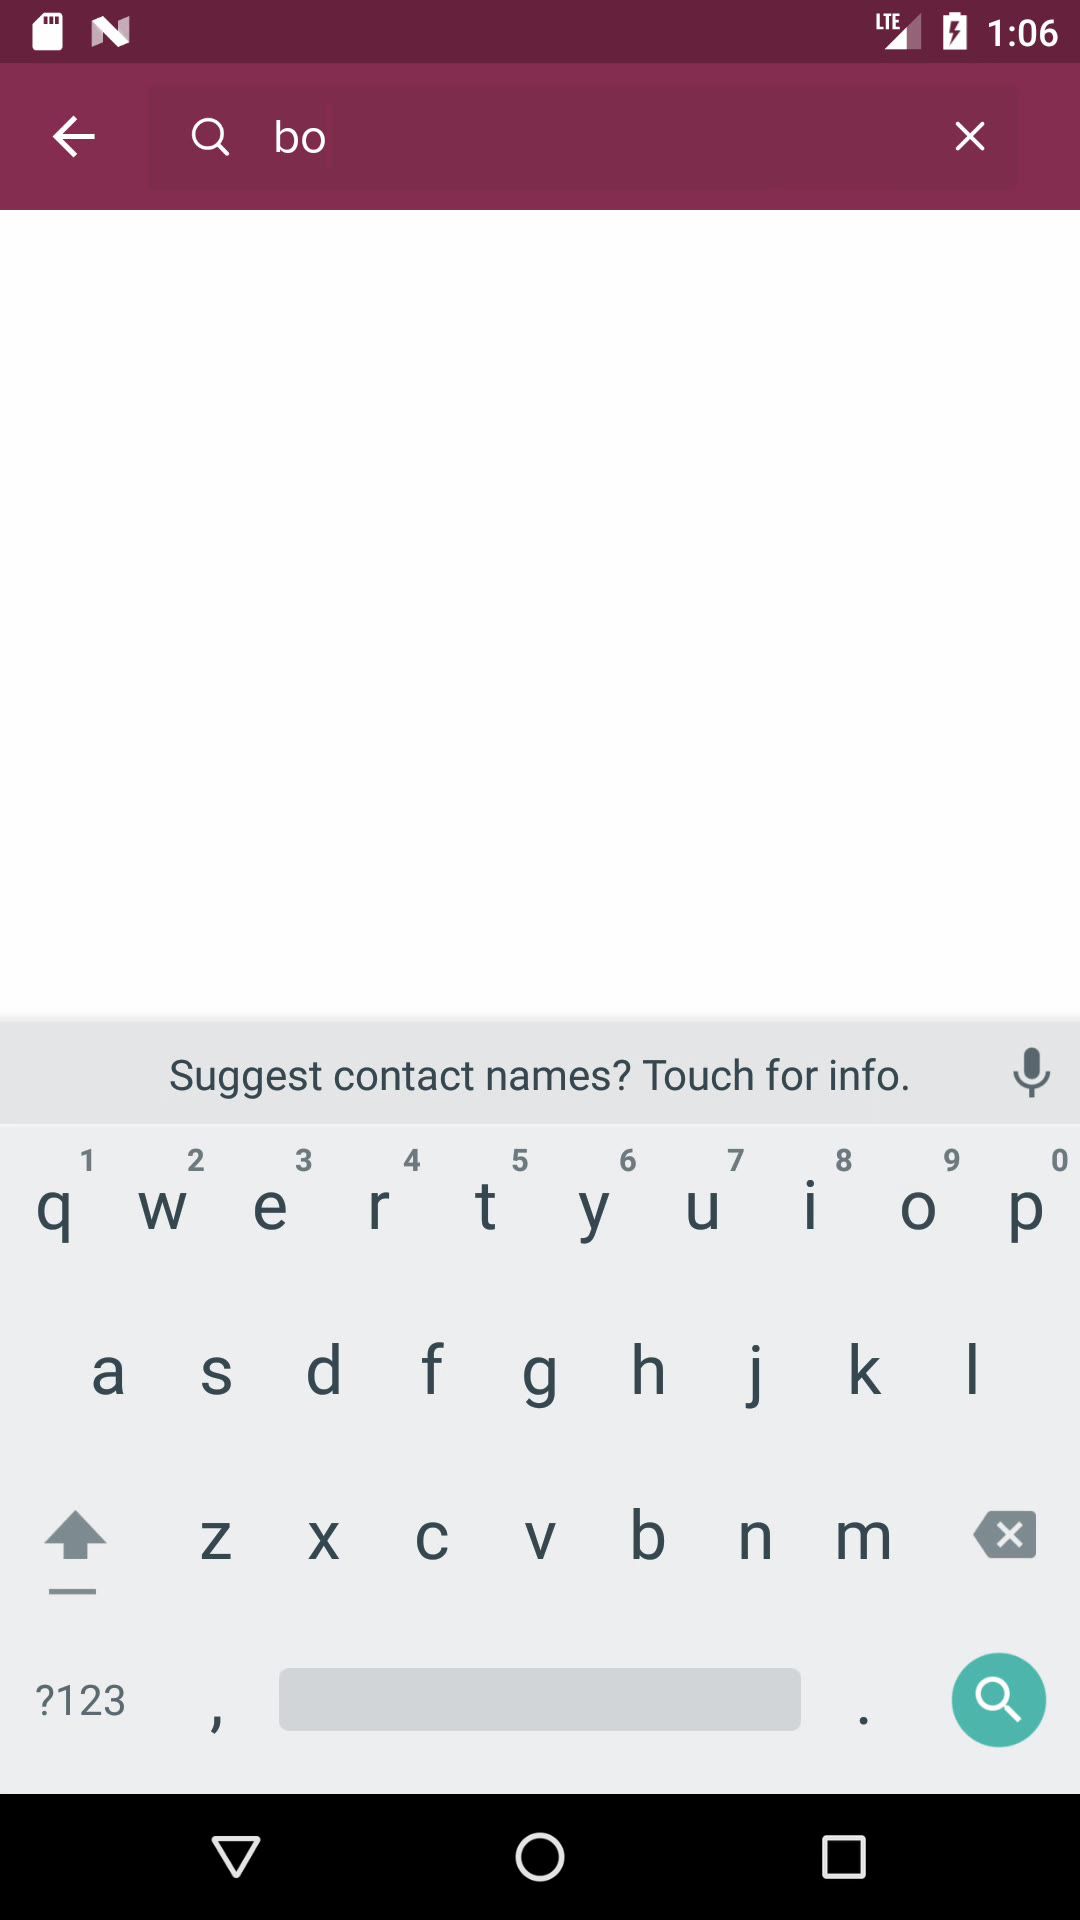 LTE 1:06
bo
Suggest contact names? Touch for info.
1 2 3 4 5 6 7 8 9 0
q w e r t y u i o p
a s d f g h j k l
z x c v b n m
?123 , .